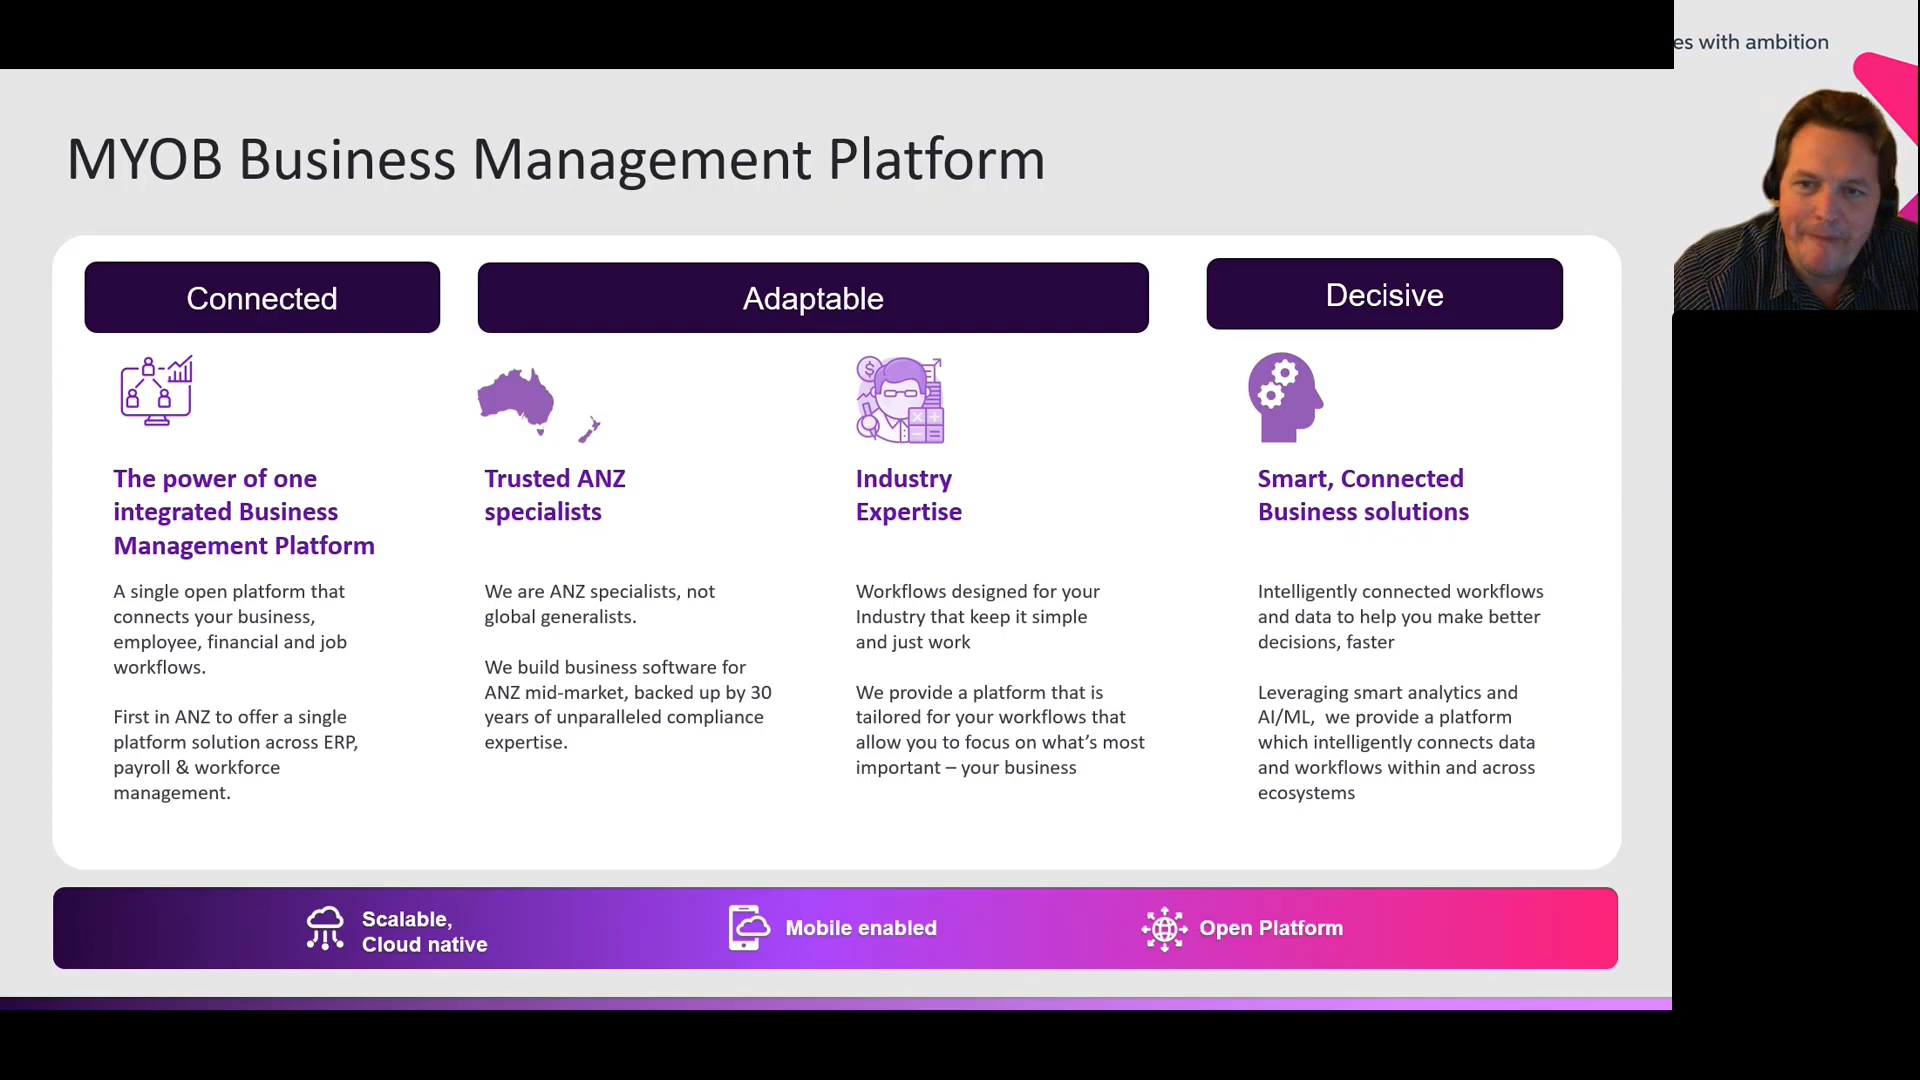 es with ambition
MYOB Business Management Platform
Connected
Adaptable
Decisive
The power of one
integrated Business
Management Platform
A single open platform that
connects your business,
employee, financial and job
workflows.
First in ANZ to offer a single
platform solution across ERP,
payroll & workforce
management.
Trusted ANZ
specialists
We are ANZ specialists, not
global generalists.
We build business software for
ANZ mid-market, backed up by 30
years of unparalleled compliance
expertise.
Industry
Expertise
Workflows designed for your
Industry that keep it simple
and just work
We provide a platform that is
tailored for your workflows that
allow you to focus on what’s most
important – your business
Smart, Connected
Business solutions
Intelligently connected workflows
and data to help you make better
decisions, faster
Leveraging smart analytics and
AI/ML, we provide a platform
which intelligently connects data
and workflows within and across
ecosystems
Scalable,
Cloud native
Mobile enabled
Open Platform